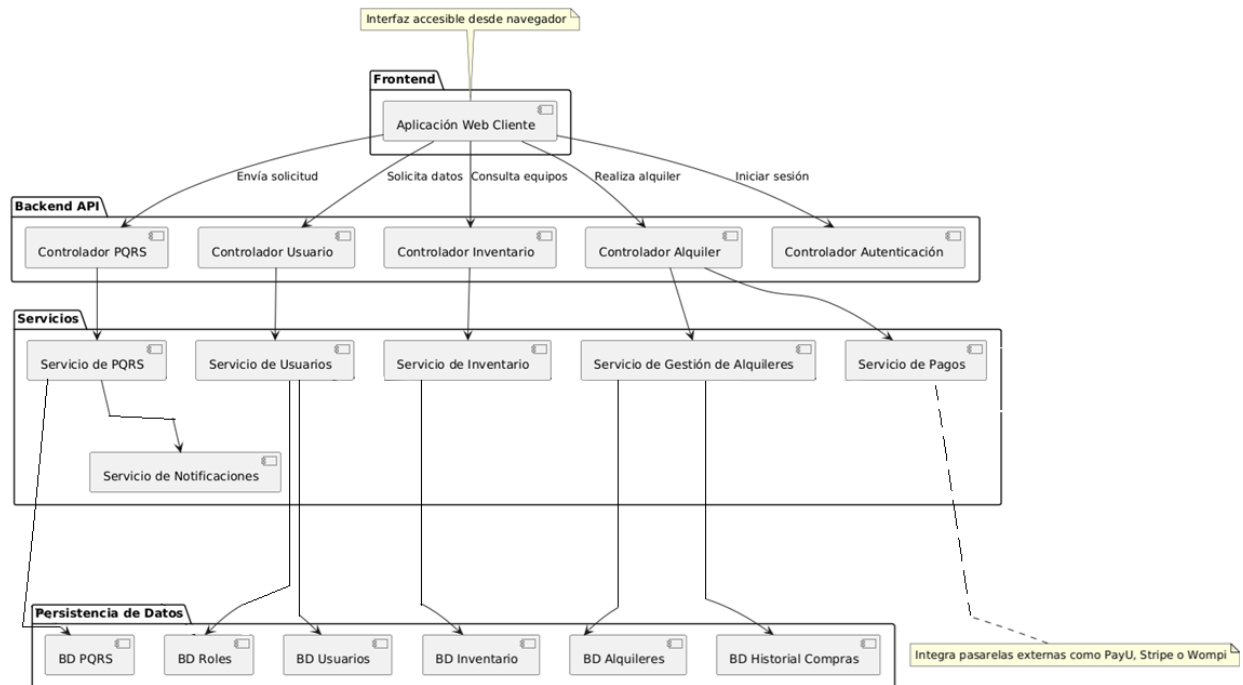 Interfaz accesible desde navegador
Frontend
Aplicación Web Cliente
Envía solicitud
Solicita datos
Consulta equipos
Realiza alquiler
Iniciar sesión
Backend API
Controlador PQRS
Controlador Usuario
Controlador Inventario
Controlador Alquiler
Controlador Autenticación
Servicios
Servicio de PQRS
Servicio de Usuarios
Servicio de Inventario
Servicio de Gestión de Alquileres
Servicio de Pagos
Servicio de Notificaciones
Persistencia de Datos
BD PQRS
BD Roles
BD Usuarios
BD Inventario
BD Alquileres
BD Historial Compras
Integra pasarelas externas como PayU, Stripe o Wompi